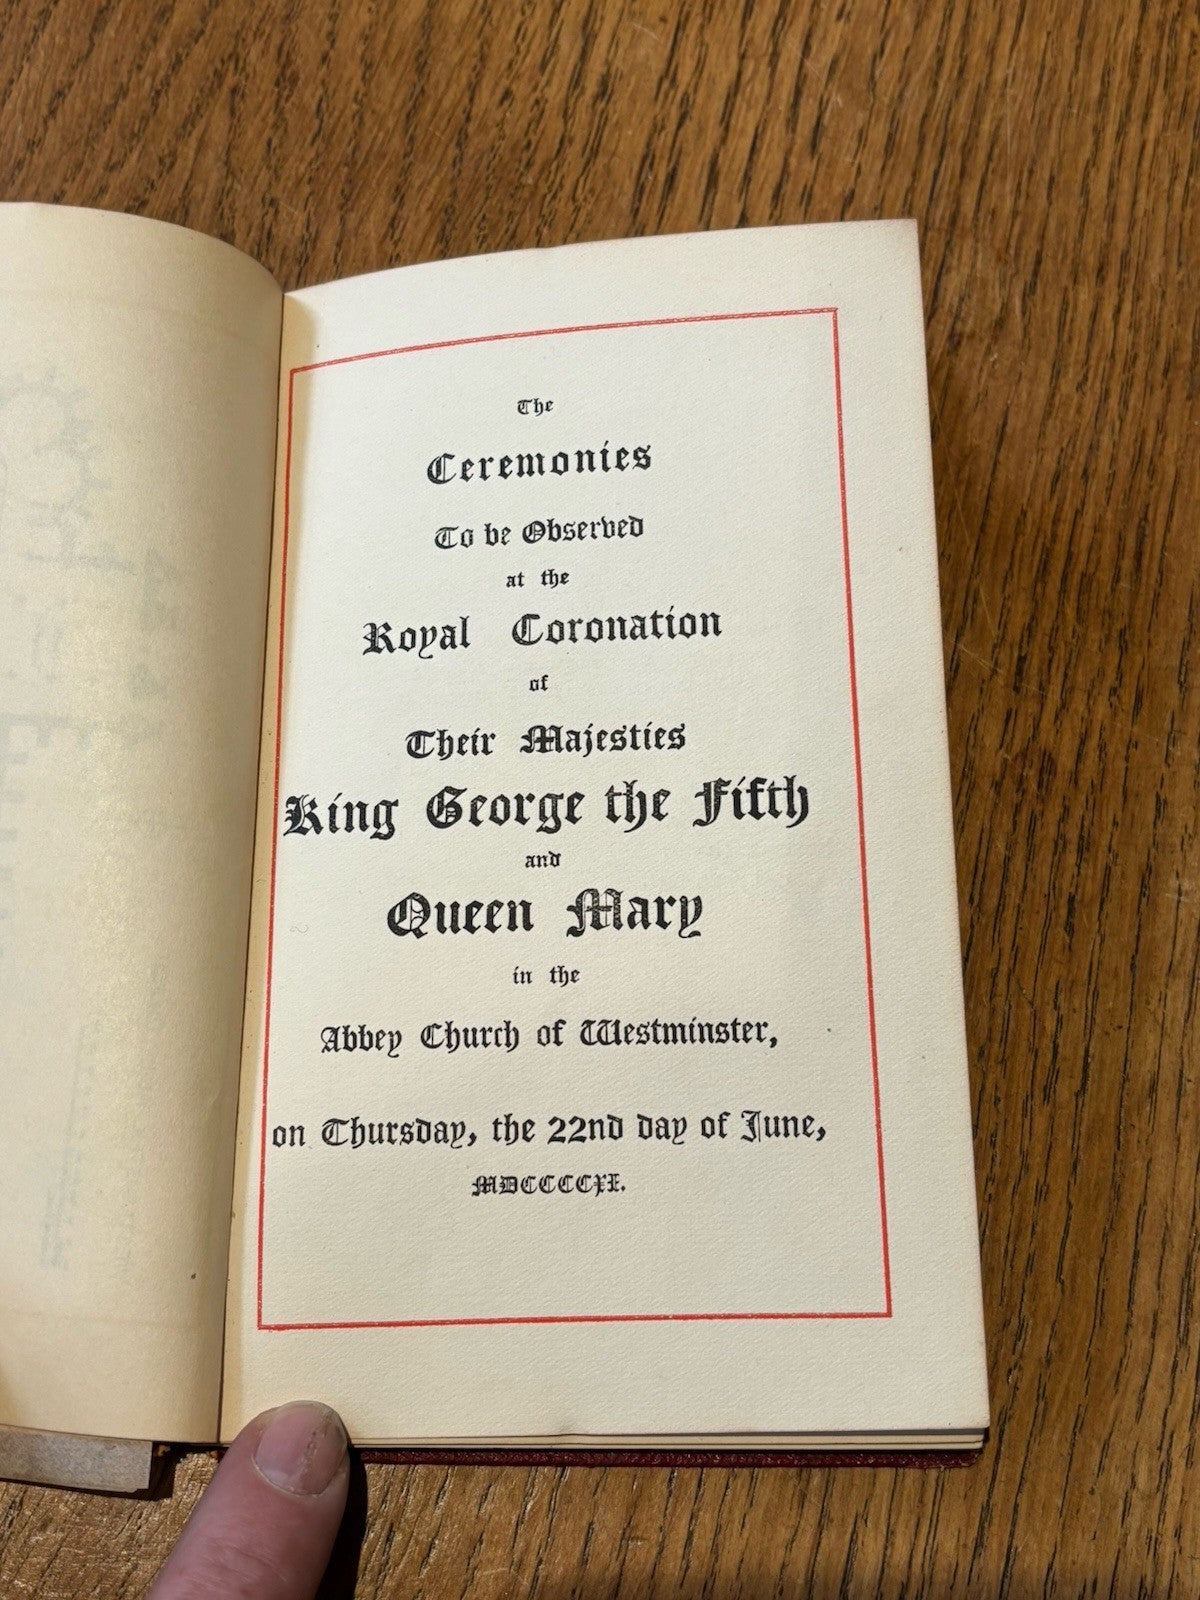 The
Ceremonies
To be Observed
at the
Royal Coronation
of
Their Majesties
King George the Fifth
and
Queen Mary
in the
Abbey Church of Westminster,
on Thursday, the 22nd day of June,
MDCCCCXI.